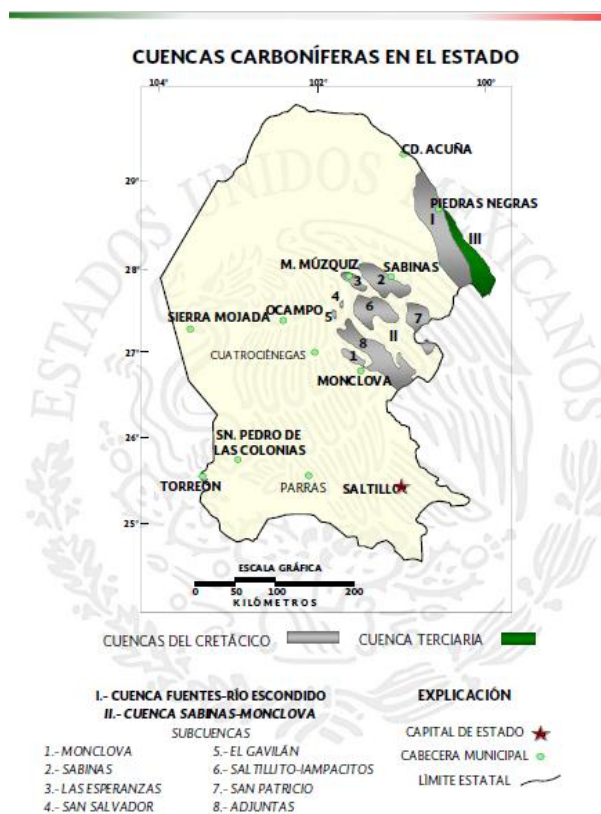 CUENCAS CARBONÍFERAS EN EL ESTADO
104° 102° 100°
CD. ACUÑA
29°
PIEDRAS NEGRAS
I
III
28°
M. MÚZQUIZ
SABINAS
3 2
4
OCAMPO
6
7
SIERRA MOJADA
5
II
8
CUATROCIÉNEGAS
27°
1
MONCLOVA
26°
SN. PEDRO DE
LAS COLONIAS
TORREÓN
PARRAS
SALTILLO
25°
ESCALA GRÁFICA
0 50 100 200
KILÓMETROS
CUENCAS DEL CRETÁCICO
CUENCA TERCIARIA
I.- CUENCA FUENTES-RÍO ESCONDIDO
II.- CUENCA SABINAS-MONCLOVA
SUBCUENCAS
1.- MONCLOVA
2.- SABINAS
3.- LAS ESPERANZAS
4.- SAN SALVADOR
5.- EL GAVILÁN
6.- SALTILLITO-lAMPACITOS
7.- SAN PATRICIO
8.- ADJUNTAS
EXPLICACIÓN
CAPITAL DE ESTADO
CABECERA MUNICIPAL
LÌMITE ESTATAL
ESTADOS UNIDOS MEXICANOS